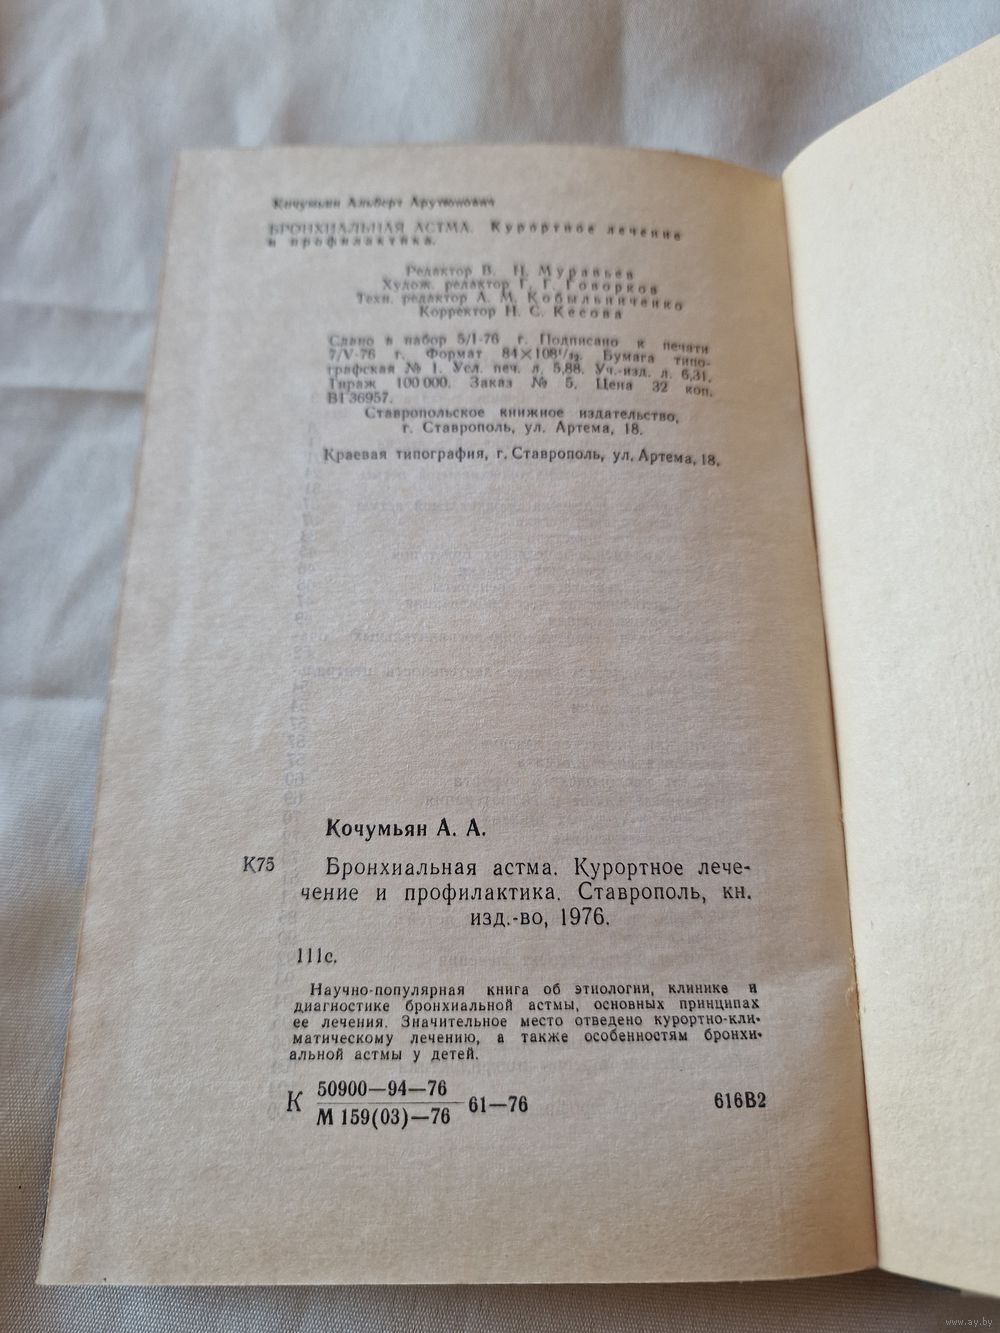 Кочумьян Альберт Арутюнович
БРОНХИАЛЬНАЯ АСТМА. Курортное лечение
и профилактика.
Редактор В. Н. Муравьев
Худож. редактор Г. Г. Говорков
Техн. редактор А. М. Кобыльниченко
Корректор Н. С. Кесова
Сдано в набор 5/I-76 г. Подписано к печати
7/V-76 г. Формат 84×108¹/₃₂. Бумага типо-
графская № 1. Усл. печ. л. 5,88. Уч.-изд. л. 6,31.
Тираж 100 000. Заказ № 5. Цена 32 коп.
ВГ 36957.
Ставропольское книжное издательство,
г. Ставрополь, ул. Артема, 18.
Краевая типография, г. Ставрополь, ул. Артема, 18.
Кочумьян А. А.
К75 Бронхиальная астма. Курортное лече-
чение и профилактика. Ставрополь, кн.
изд.-во, 1976.
111с.
Научно-популярная книга об этиологии, клинике и
диагностике бронхиальной астмы, основных принципах
ее лечения. Значительное место отведено курортно-кли-
матическому лечению, а также особенностям бронхи-
альной астмы у детей.
К 50900—94—76
М 159(03)—76 61—76 616В2
www.ay.by